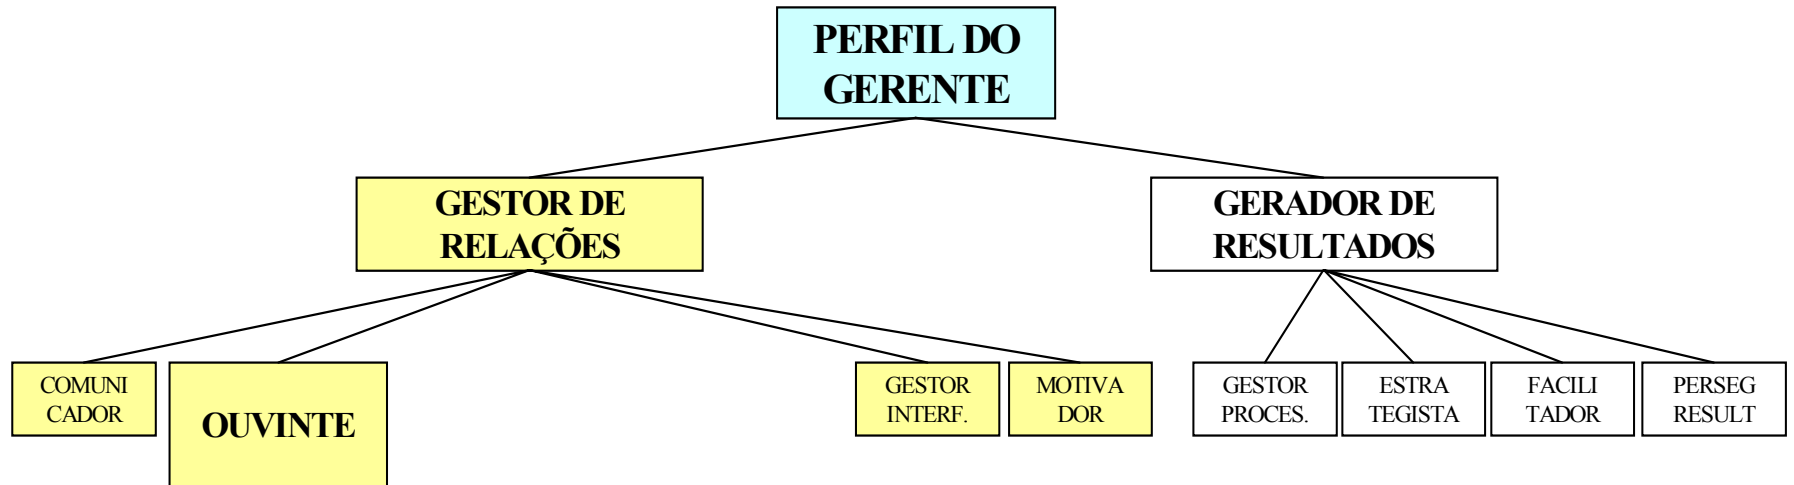 PERFIL DO
GERENTE
GESTOR DE
RELAÇÕES
GERADOR DE
RESULTADOS
COMUNI
CADOR
OUVINTE
GESTOR
INTERF.
MOTIVA
DOR
GESTOR
PROCES.
ESTRA
TEGISTA
FACILI
TADOR
PERSEG
RESULT